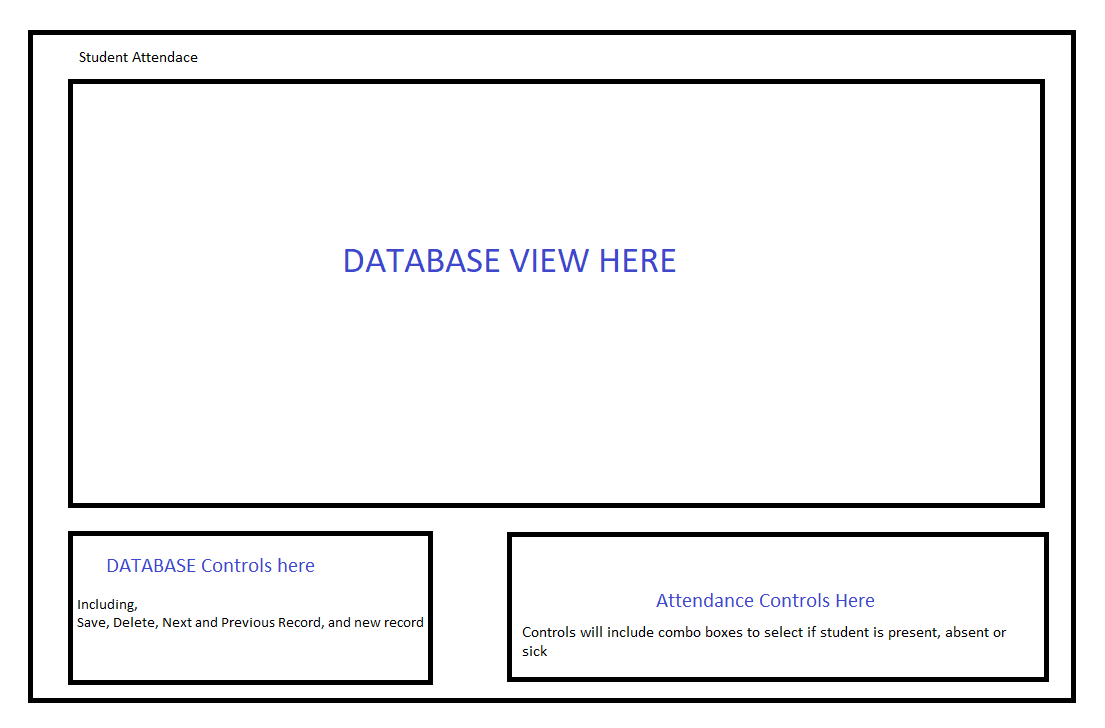 Student Attendace
DATABASE VIEW HERE
DATABASE Controls here
Including,
Save, Delete, Next and Previous Record, and new record
Attendance Controls Here
Controls will include combo boxes to select if student is present, absent or
sick